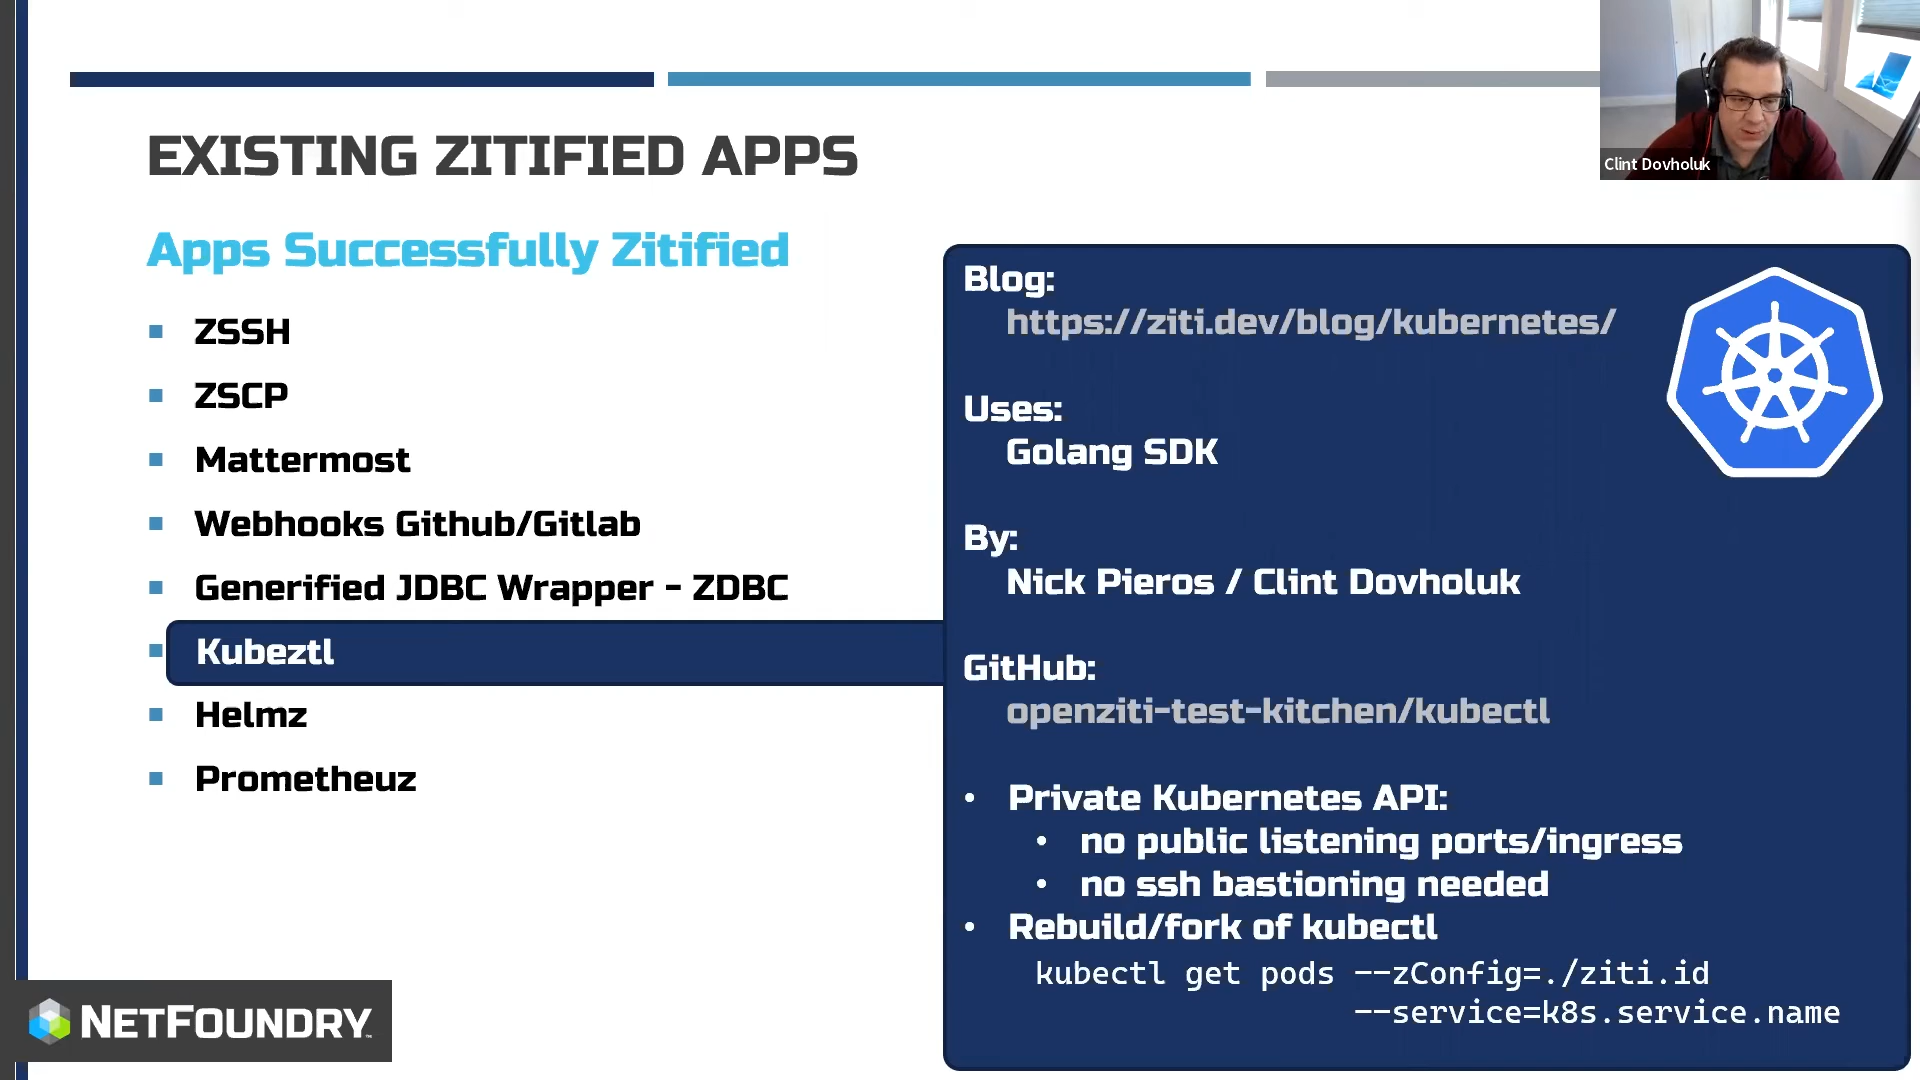 EXISTING ZITIFIED APPS
Clint Dovholuk
Apps Successfully Zitified
ZSSH
ZSCP
Mattermost
Webhooks Github/Gitlab
Generified JDBC Wrapper - ZDBC
Kubeztl
Helmz
Prometheuz
Blog:
https://ziti.dev/blog/kubernetes/
Uses:
Golang SDK
By:
Nick Pieros / Clint Dovholuk
GitHub:
openziti-test-kitchen/kubectl
• Private Kubernetes API:
• no public listening ports/ingress
• no ssh bastioning needed
• Rebuild/fork of kubectl
kubectl get pods --zConfig=./ziti.id
--service=k8s.service.name
NETFOUNDRY™